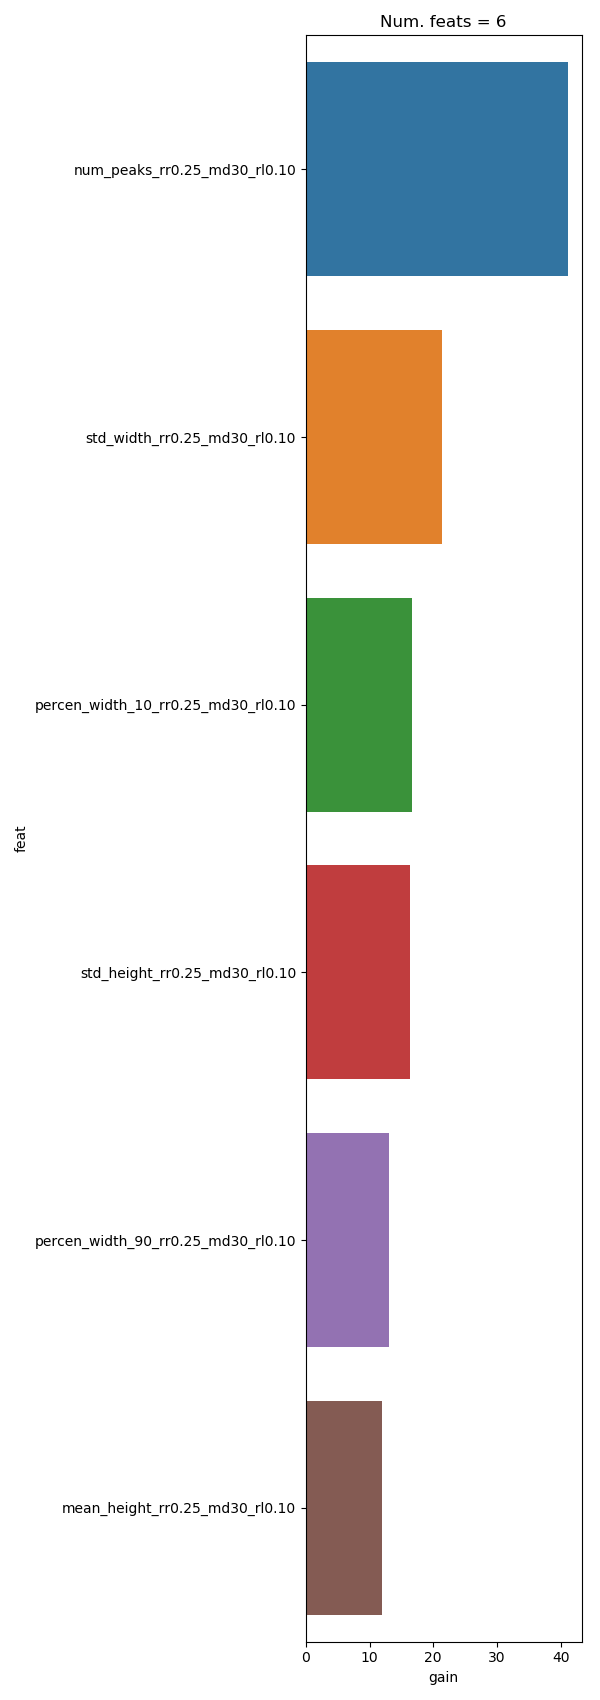 Num. feats = 6
num_peaks_rr0.25_md30_rl0.10
std_width_rr0.25_md30_rl0.10
percen_width_10_rr0.25_md30_rl0.10
feat
std_height_rr0.25_md30_rl0.10
percen_width_90_rr0.25_md30_rl0.10
mean_height_rr0.25_md30_rl0.10
0 10 20 30 40
gain